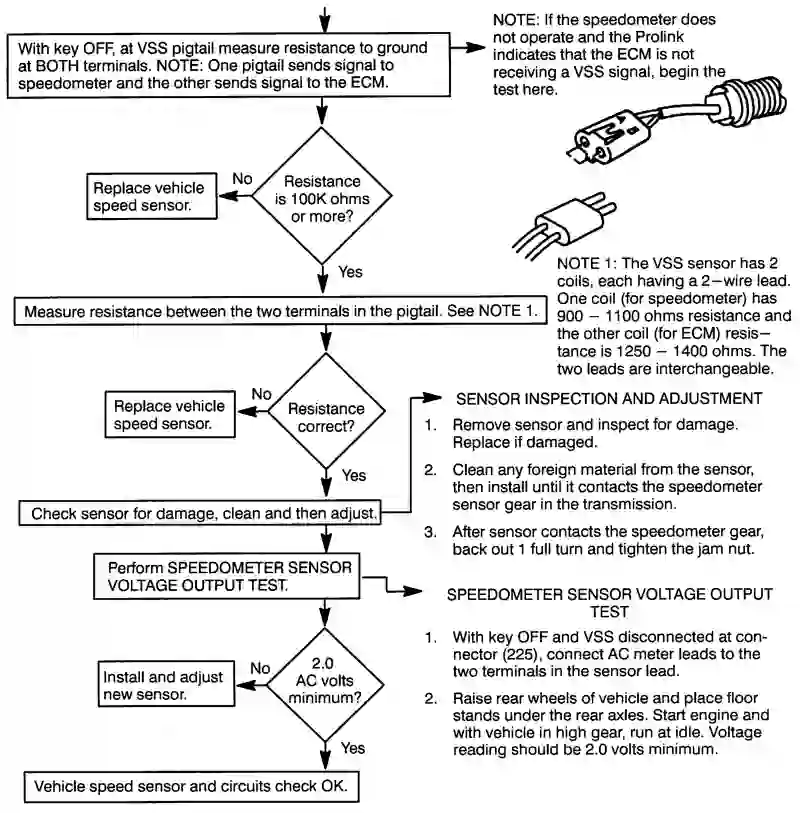 With key OFF, at VSS pigtail measure resistance to ground
at BOTH terminals. NOTE: One pigtail sends signal to
speedometer and the other sends signal to the ECM.
NOTE: If the speedometer does
not operate and the Prolink
indicates that the ECM is not
receiving a VSS signal, begin the
test here.
A B
Resistance
is 100K ohms
or more?
No
Replace vehicle
speed sensor.
Yes
NOTE 1: The VSS sensor has 2
coils, each having a 2–wire lead.
One coil (for speedometer) has
900 – 1100 ohms resistance and
the other coil (for ECM) resis–
tance is 1250 – 1400 ohms. The
two leads are interchangeable.
Measure resistance between the two terminals in the pigtail. See NOTE 1.
Resistance
correct?
No
Replace vehicle
speed sensor.
Yes
Check sensor for damage, clean and then adjust.
SENSOR INSPECTION AND ADJUSTMENT
1. Remove sensor and inspect for damage.
Replace if damaged.
2. Clean any foreign material from the sensor,
then install until it contacts the speedometer
sensor gear in the transmission.
3. After sensor contacts the speedometer gear,
back out 1 full turn and tighten the jam nut.
Perform SPEEDOMETER SENSOR
VOLTAGE OUTPUT TEST.
SPEEDOMETER SENSOR VOLTAGE OUTPUT
TEST
1. With key OFF and VSS disconnected at con–
nector (225), connect AC meter leads to the
two terminals in the sensor lead.
2. Raise rear wheels of vehicle and place floor
stands under the rear axles. Start engine and
with vehicle in high gear, run at idle. Voltage
reading should be 2.0 volts minimum.
2.0
AC volts
minimum?
No
Install and adjust
new sensor.
Yes
Vehicle speed sensor and circuits check OK.